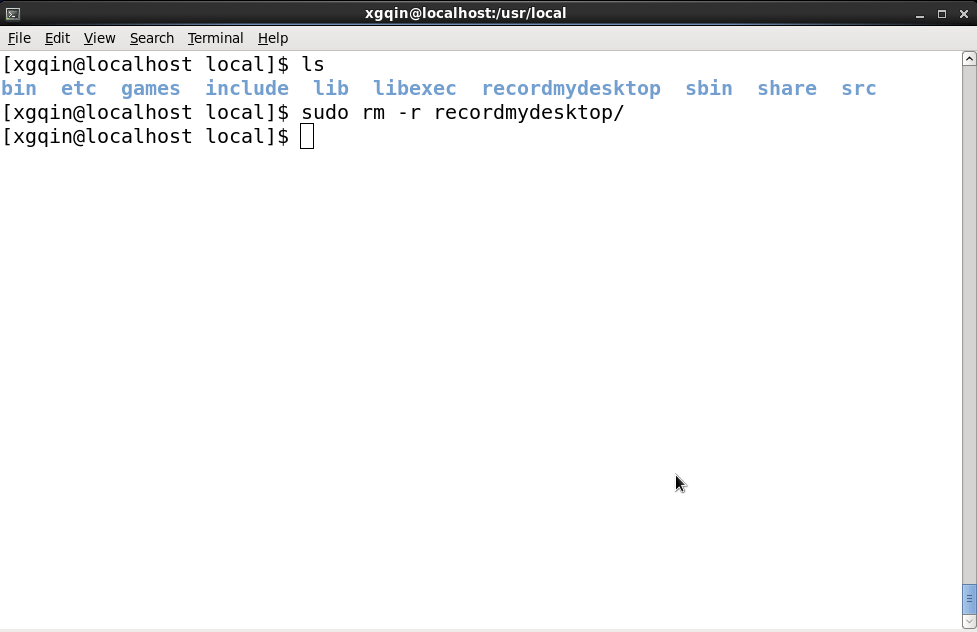 xgqin@localhost:/usr/local
File Edit View Search Terminal Help
[xgqin@localhost local]$ ls
bin etc games include lib libexec recordmydesktop sbin share src
[xgqin@localhost local]$ sudo rm -r recordmydesktop/
[xgqin@localhost local]$